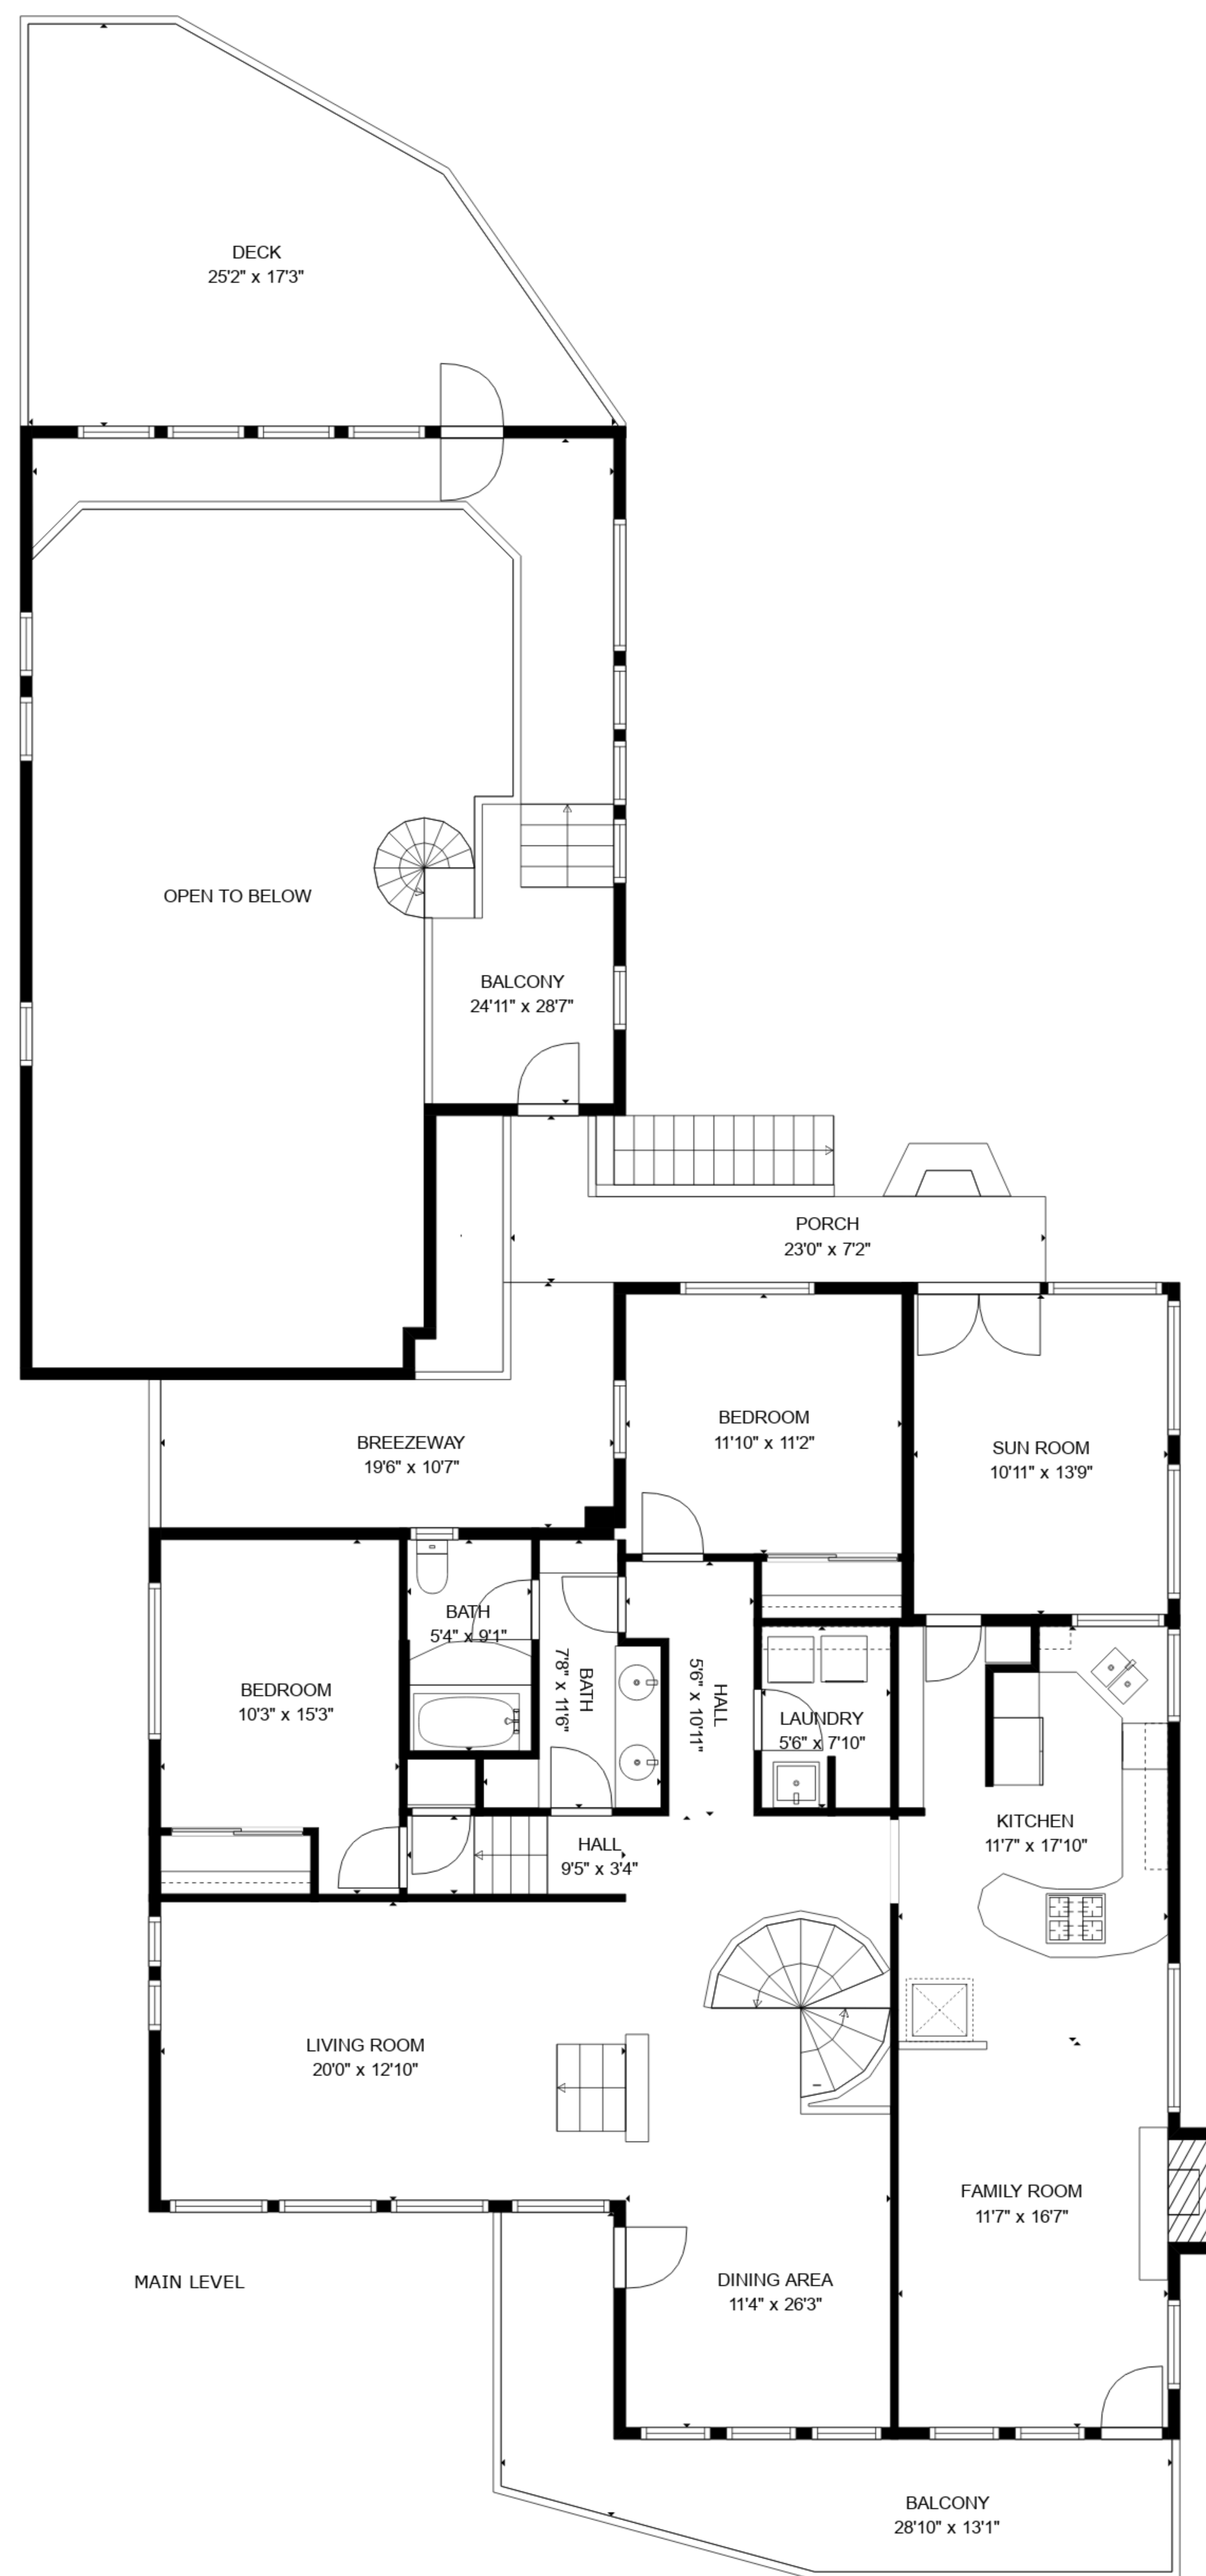 DECK
25'2" x 17'3"
OPEN TO BELOW
BALCONY
24'11" x 28'7"
PORCH
23'0" x 7'2"
BEDROOM
11'10" x 11'2"
BREEZEWAY
19'6" x 10'7"
SUN ROOM
10'11" x 13'9"
BATH
5'4" x 9'1"
BATH
7'8" x 11'6"
HALL
5'6" x 10'11"
BEDROOM
10'3" x 15'3"
LAUNDRY
5'6" x 7'10"
KITCHEN
11'7" x 17'10"
HALL
9'5" x 3'4"
LIVING ROOM
20'0" x 12'10"
FAMILY ROOM
11'7" x 16'7"
MAIN LEVEL
DINING AREA
11'4" x 26'3"
BALCONY
28'10" x 13'1"